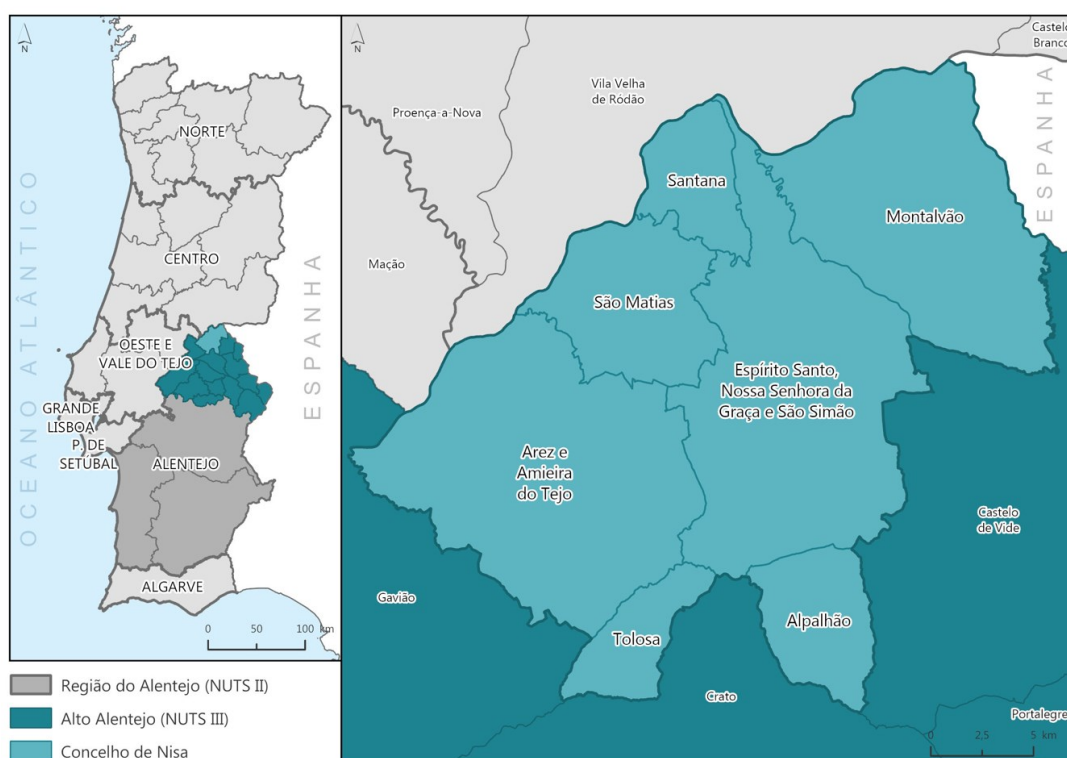 N
OCEANO ATLÂNTICO
NORTE
CENTRO
ESPANHA
OESTE E
VALE DO TEJO
GRANDE
LISBOA
P. DE
SETÚBAL
ALENTEJO
ALGARVE
0 50 100 km
Região do Alentejo (NUTS II)
Alto Alentejo (NUTS III)
Concelho de Nisa
N
Castelo
Branco
Vila Velha
de Ródão
Proença-a-Nova
ESPANHA
Santana
Montalvão
Mação
São Matias
Espírito Santo,
Nossa Senhora da
Graça e São Simão
Arez e
Amieira
do Tejo
Castelo
de Vide
Gavião
Tolosa
Alpalhão
Crato
Portalegre
0 2,5 5 km